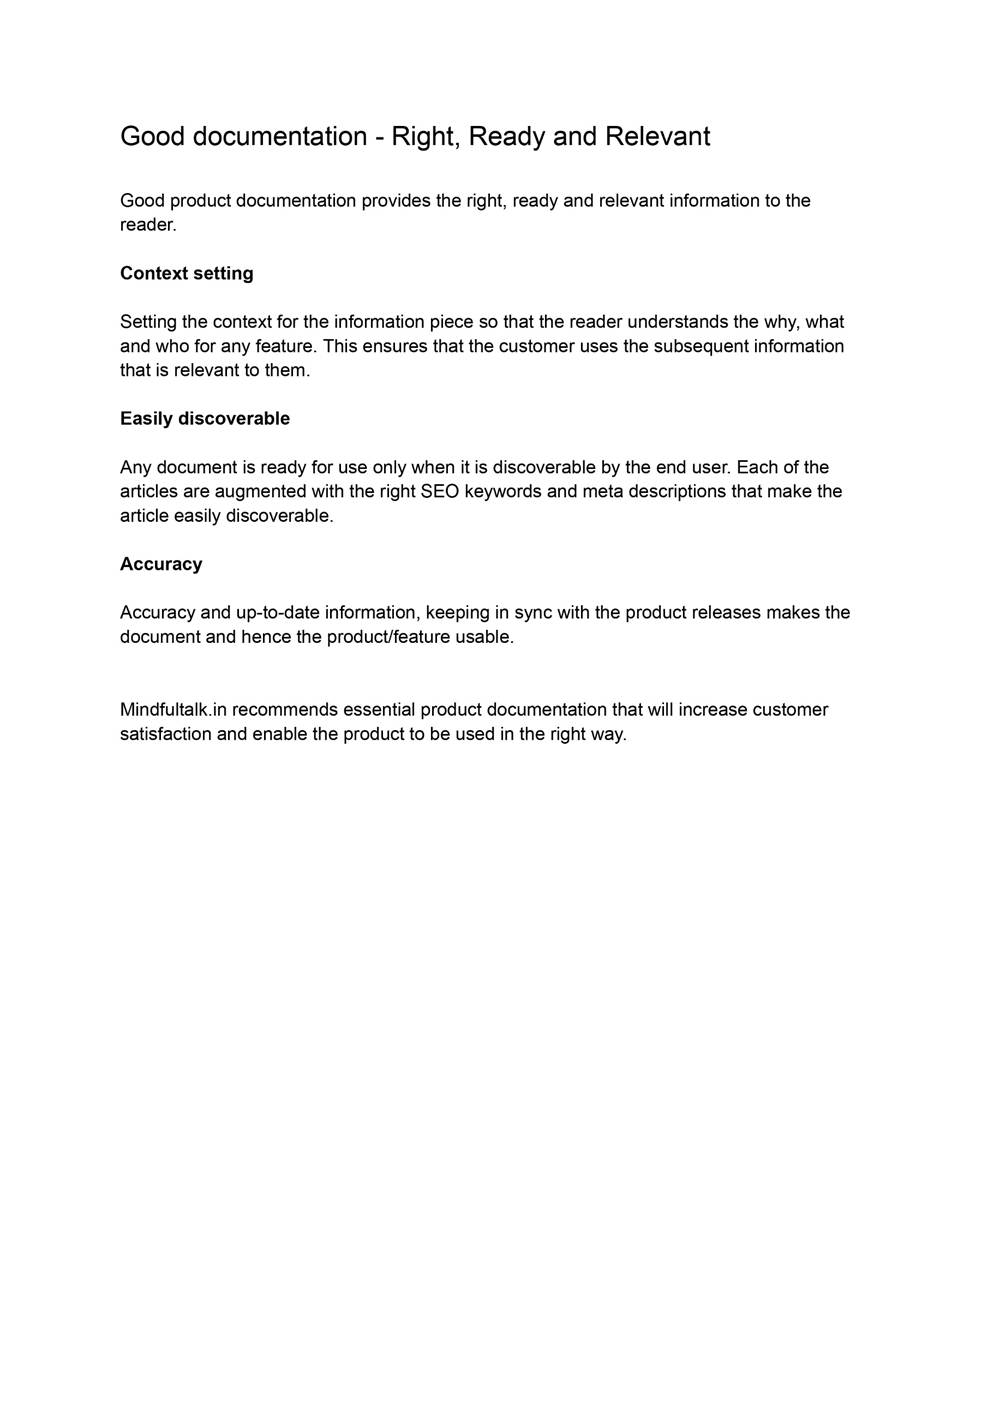 Good documentation - Right, Ready and Relevant
Good product documentation provides the right, ready and relevant information to the
reader.
Context setting
Setting the context for the information piece so that the reader understands the why, what
and who for any feature. This ensures that the customer uses the subsequent information
that is relevant to them.
Easily discoverable
Any document is ready for use only when it is discoverable by the end user. Each of the
articles are augmented with the right SEO keywords and meta descriptions that make the
article easily discoverable.
Accuracy
Accuracy and up-to-date information, keeping in sync with the product releases makes the
document and hence the product/feature usable.
Mindfultalk.in recommends essential product documentation that will increase customer
satisfaction and enable the product to be used in the right way.